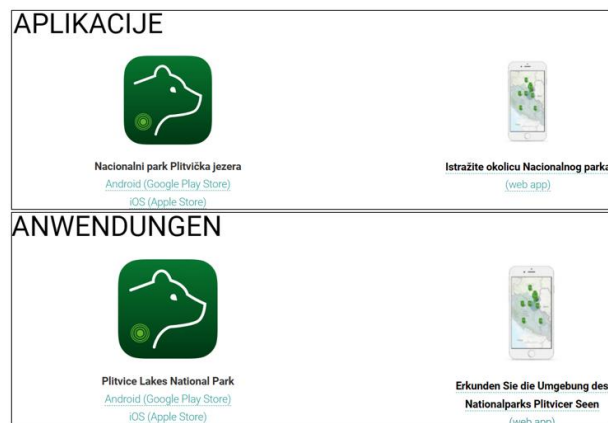 APLIKACIJE
Nacionalni park Plitvička jezera
Android (Google Play Store)
iOS (Apple Store)
Istražite okolicu Nacionalnog parka
(web app)
ANWENDUNGEN
Plitvice Lakes National Park
Android (Google Play Store)
iOS (Apple Store)
Erkunden Sie die Umgebung des
Nationalparks Plitvicer Seen
(web app)